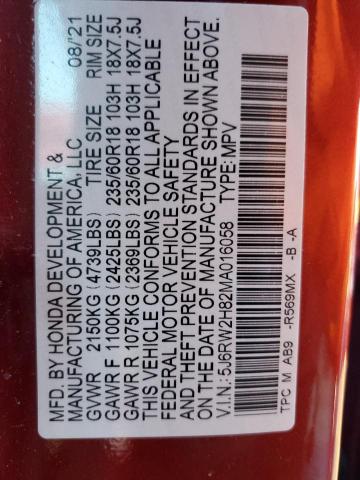 MFD. BY HONDA DEVELOPMENT &
MANUFACTURING OF AMERICA, LLC 08/'21
GVWR 2150KG (4739LBS) TIRE SIZE RIM SIZE
GAWR F 1100KG (2425LBS) 235/60R18 103H 18X7.5J
GAWR R 1075KG (2369LBS) 235/60R18 103H 18X7.5J
THIS VEHICLE CONFORMS TO ALL APPLICABLE
FEDERAL MOTOR VEHICLE SAFETY
AND THEFT PREVENTION STANDARDS IN EFFECT
ON THE DATE OF MANUFACTURE SHOWN ABOVE.
V.I.N.: 5J6RW2H82MA016058 TYPE: MPV
TPC M AB9 -R569MX -B -A